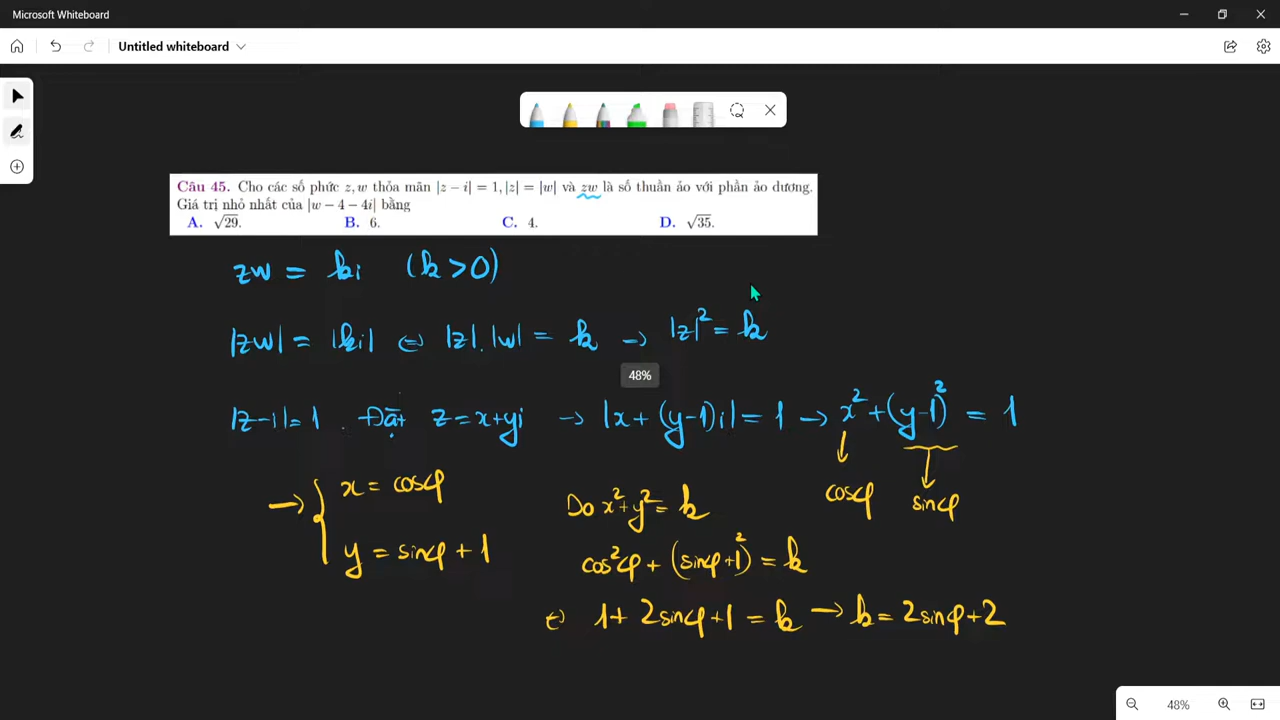 Microsoft Whiteboard
Untitled whiteboard
Câu 45. Cho các số phức z, w thỏa mãn |z − i| = 1, |z| = |w| và zw là số thuần ảo với phần ảo dương.
Giá trị nhỏ nhất của |w − 4 − 4i| bằng
A. √29. B. 6. C. 4. D. √35.
zw = ki (k > 0)
|zw| = |ki| ⇔ |z|.|w| = k → |z|² = k
48%
|z−i|=1. Đặt z=x+yi → |x+(y−1)i|=1 → x²+(y−1)² = 1
cosφ sinφ
→ { x = cosφ
y = sinφ + 1
Do x²+y² = k
cos²φ + (sinφ+1)² = k
⇔ 1+ 2sinφ+1 = k → k = 2sinφ+2
48%